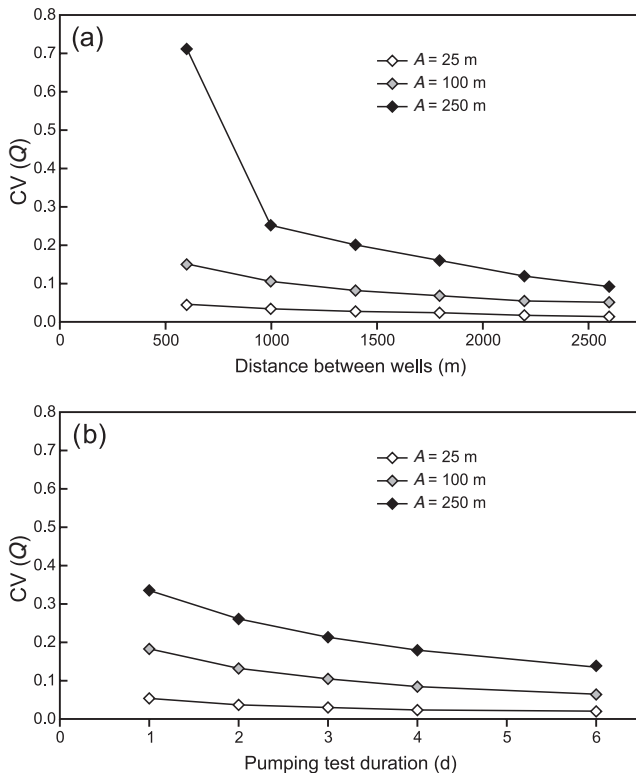 (a)
A = 25 m
A = 100 m
A = 250 m
CV (Q)
0.8
0.7
0.6
0.5
0.4
0.3
0.2
0.1
0.0
0 500 1000 1500 2000 2500
Distance between wells (m)
(b)
A = 25 m
A = 100 m
A = 250 m
CV (Q)
0.8
0.7
0.6
0.5
0.4
0.3
0.2
0.1
0.0
0 1 2 3 4 5 6
Pumping test duration (d)